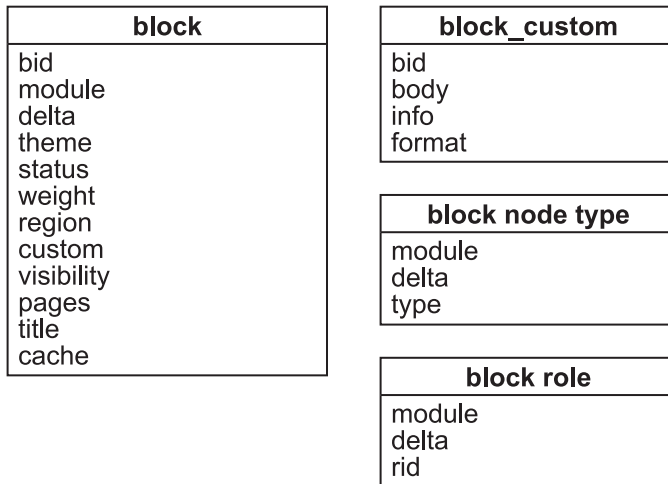 block
bid
module
delta
theme
status
weight
region
custom
visibility
pages
title
cache
block_custom
bid
body
info
format
block node type
module
delta
type
block role
module
delta
rid